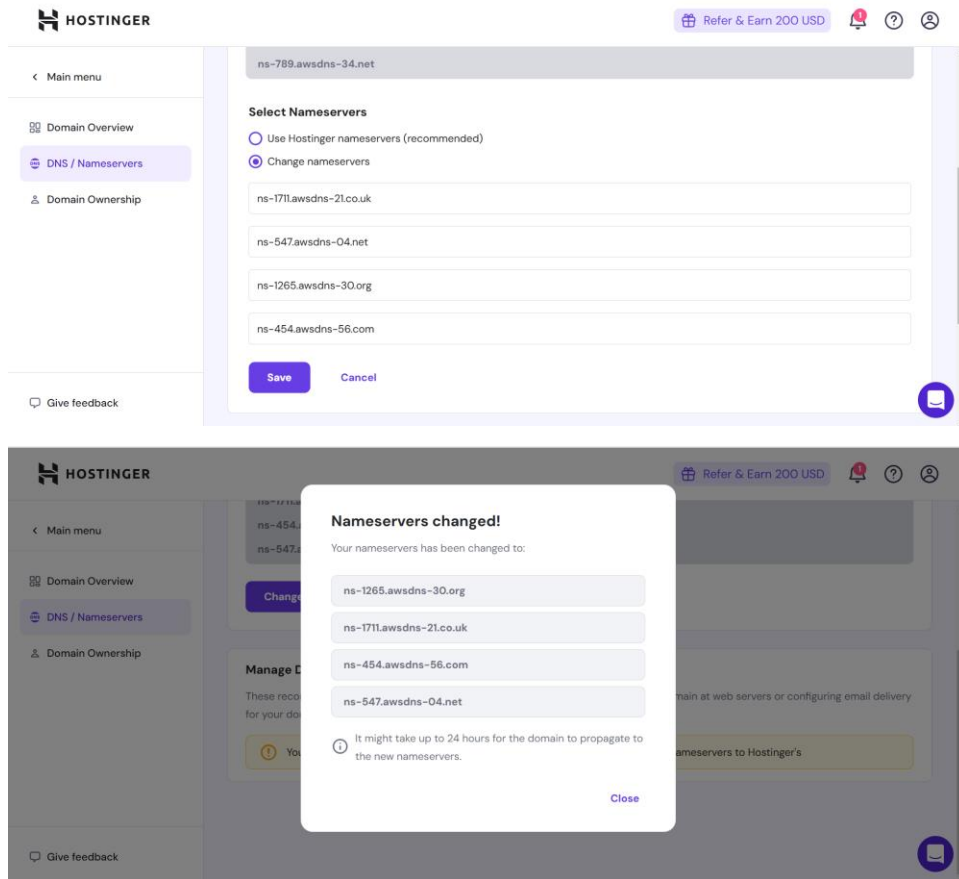 HOSTINGER
Refer & Earn 200 USD
1
Main menu
ns-789.awsdns-34.net
Domain Overview
DNS / Nameservers
Domain Ownership
Select Nameservers
Use Hostinger nameservers (recommended)
Change nameservers
ns-1711.awsdns-21.co.uk
ns-547.awsdns-04.net
ns-1265.awsdns-30.org
ns-454.awsdns-56.com
Save Cancel
Give feedback
HOSTINGER
Refer & Earn 200 USD
1
Main menu
ns-454.
ns-547.
Domain Overview
DNS / Nameservers
Domain Ownership
Change
Nameservers changed!
Your nameservers has been changed to:
ns-1265.awsdns-30.org
ns-1711.awsdns-21.co.uk
ns-454.awsdns-56.com
ns-547.awsdns-04.net
It might take up to 24 hours for the domain to propagate to
the new nameservers.
Close
Manage
These reco main at web servers or configuring email delivery
for your do
You ameservers to Hostinger's
Give feedback